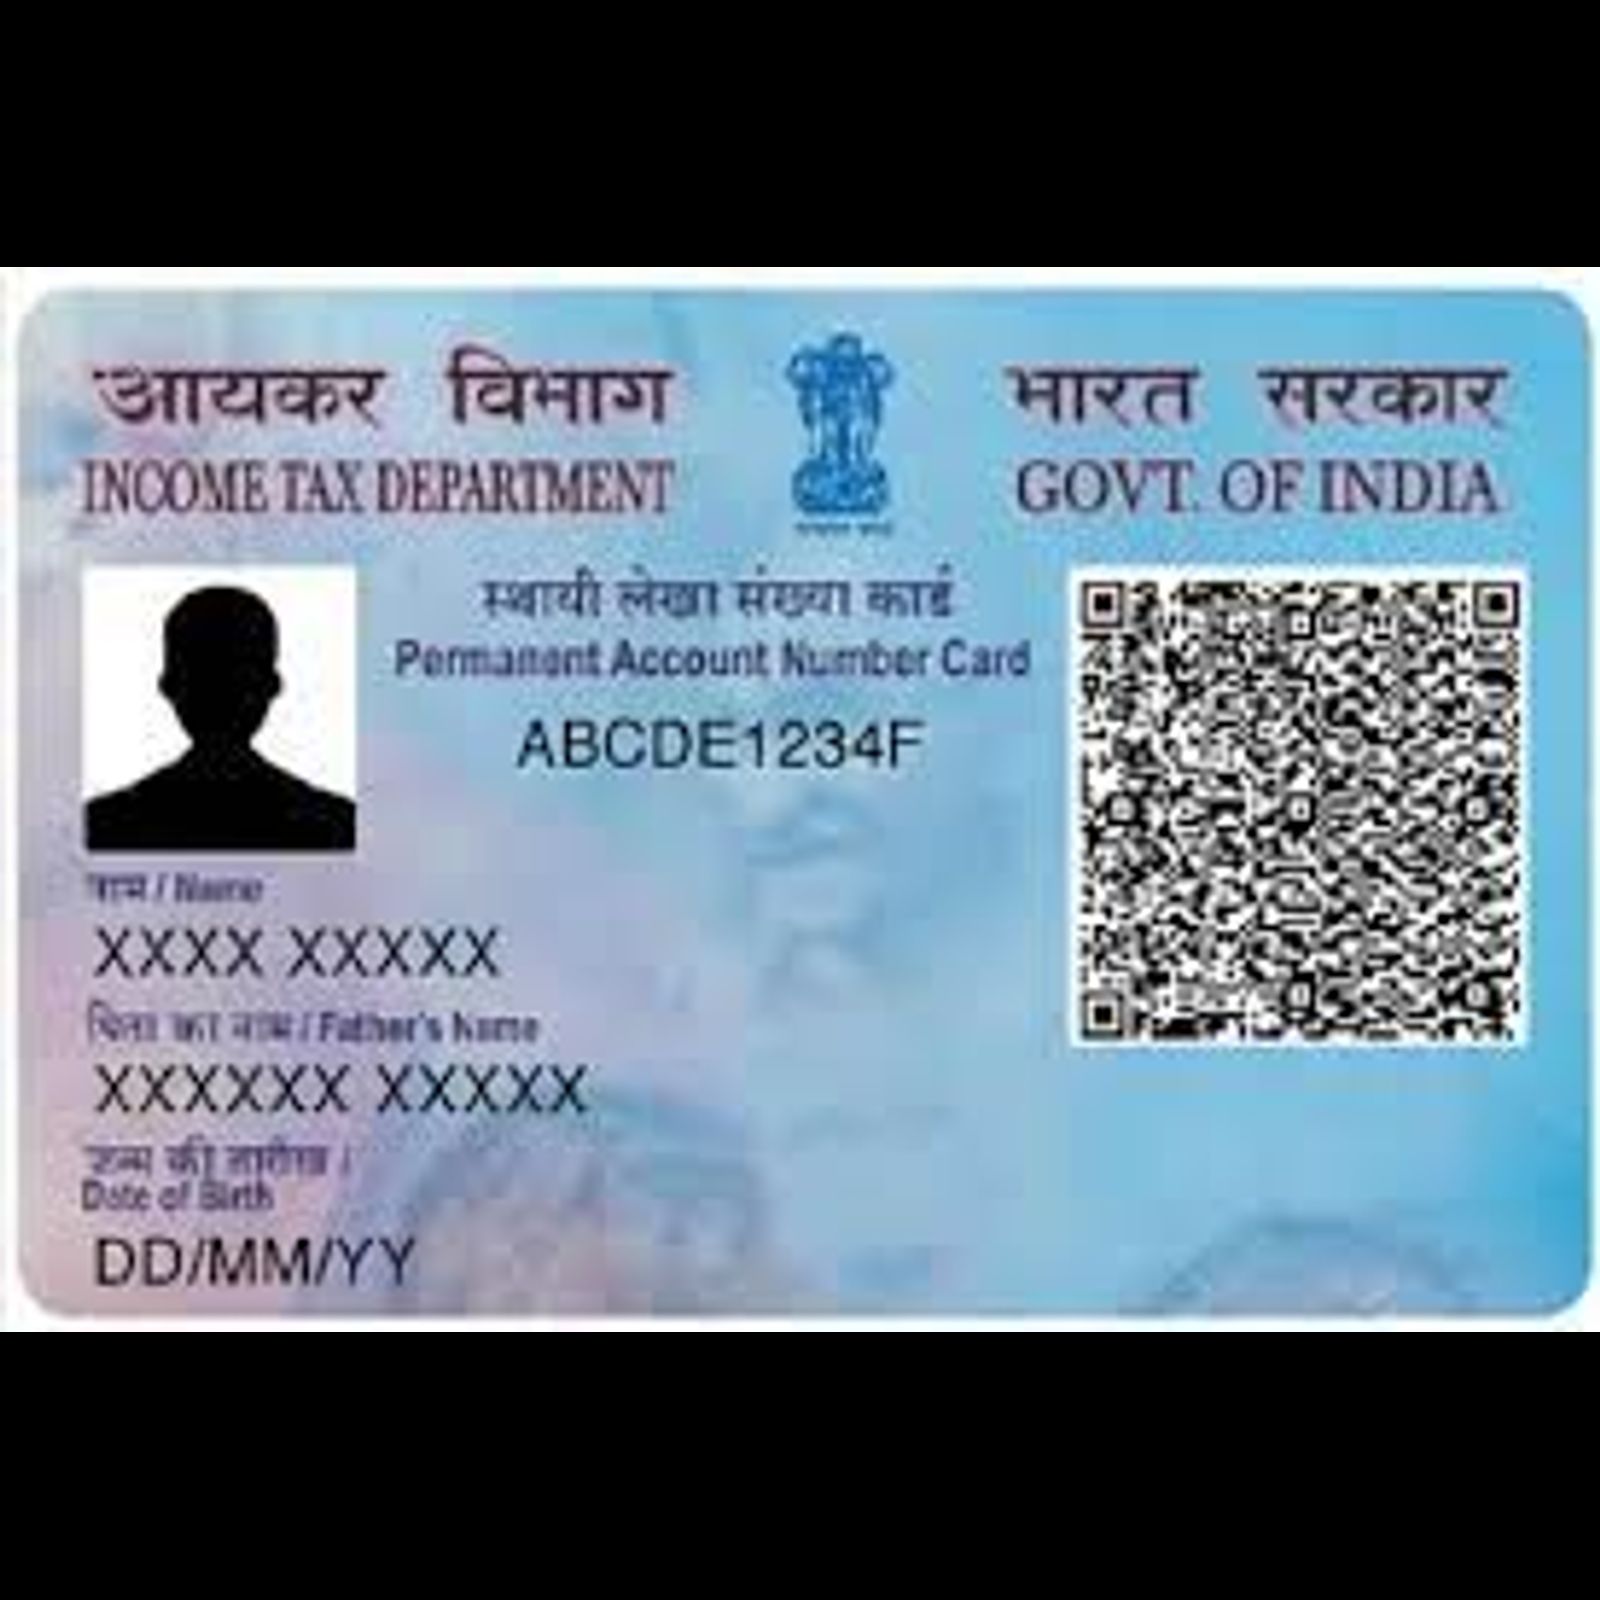 आयकर विभाग
INCOME TAX DEPARTMENT
भारत सरकार
GOVT. OF INDIA
स्थायी लेखा संख्या कार्ड
Permanent Account Number Card
ABCDE1234F
नाम / Name
XXXX XXXXX
पिता का नाम / Father's Name
XXXXXX XXXXX
जन्म की तारीख /
Date of Birth
DD/MM/YY